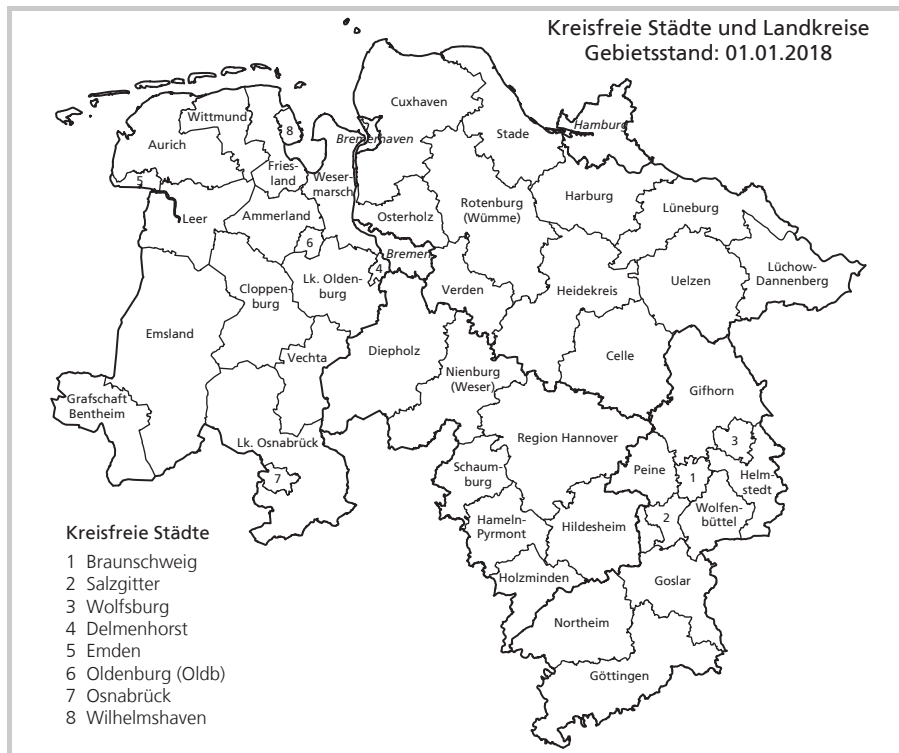 Kreisfreie Städte und Landkreise
Gebietsstand: 01.01.2018
Cuxhaven
Wittmund
8
Bremerhaven
Stade
Hamburg
Aurich
Fries-
land
Weser-
marsch
5
Harburg
Rotenburg
(Wümme)
Lüneburg
Leer
Ammerland
Osterholz
6
Bremen
4
Lk. Olden-
burg
Cloppen-
burg
Verden
Heidekreis
Uelzen
Lüchow-
Dannenberg
Emsland
Vechta
Diepholz
Nienburg
(Weser)
Celle
Grafschaft
Bentheim
Gifhorn
Lk. Osnabrück
7
Region Hannover
3
Schaum-
burg
Peine
1
Helm-
stedt
Wolfen-
büttel
2
Hameln-
Pyrmont
Hildesheim
Holzminden
Goslar
Northeim
Göttingen
Kreisfreie Städte
1 Braunschweig
2 Salzgitter
3 Wolfsburg
4 Delmenhorst
5 Emden
6 Oldenburg (Oldb)
7 Osnabrück
8 Wilhelmshaven